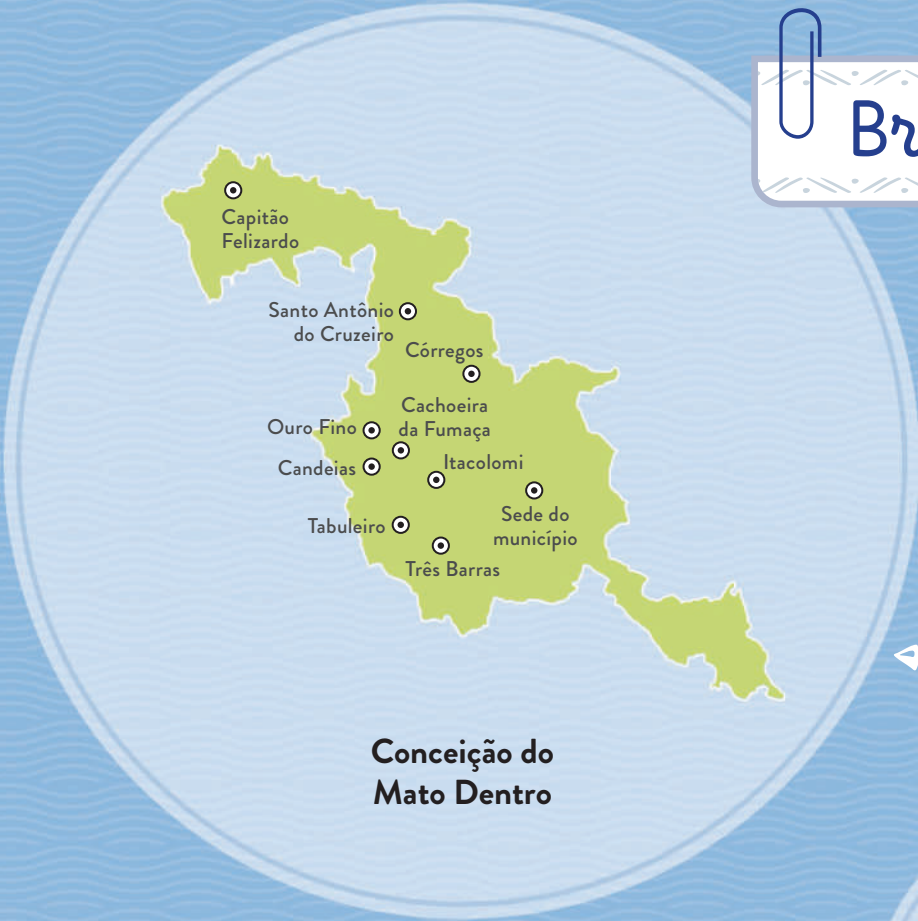 Br
Capitão
Felizardo
Santo Antônio
do Cruzeiro
Córregos
Cachoeira
da Fumaça
Ouro Fino
Itacolomi
Candeias
Sede do
município
Tabuleiro
Três Barras
Conceição do
Mato Dentro